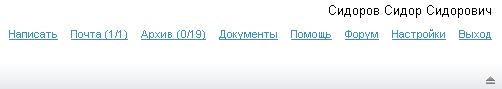 Сидоров Сидор Сидорович
Написать Почта (1/1) Архив (0/19) Документы Помощь Форум Настройки Выход